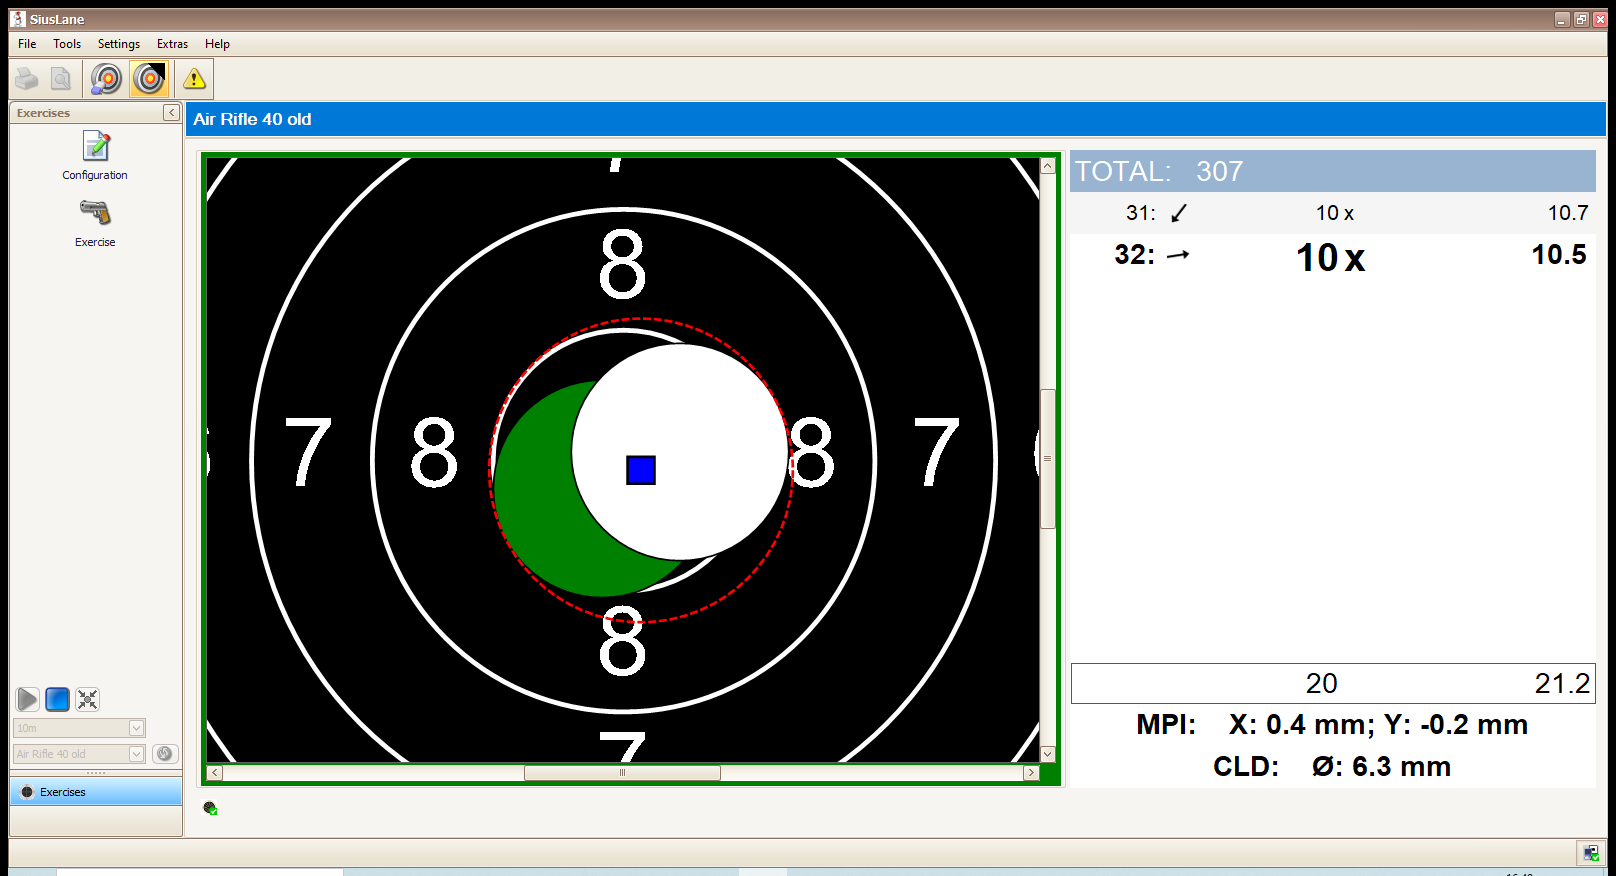 SiusLane
File Tools Settings Extras Help
Exercises
Air Rifle 40 old
Configuration
Exercise
7
8
7 8 8 7
8
7
TOTAL: 307
31: 10 x 10.7
32: 10 x 10.5
20 21.2
MPI: X: 0.4 mm; Y: -0.2 mm
CLD: Ø: 6.3 mm
10m
Air Rifle 40 old
Exercises